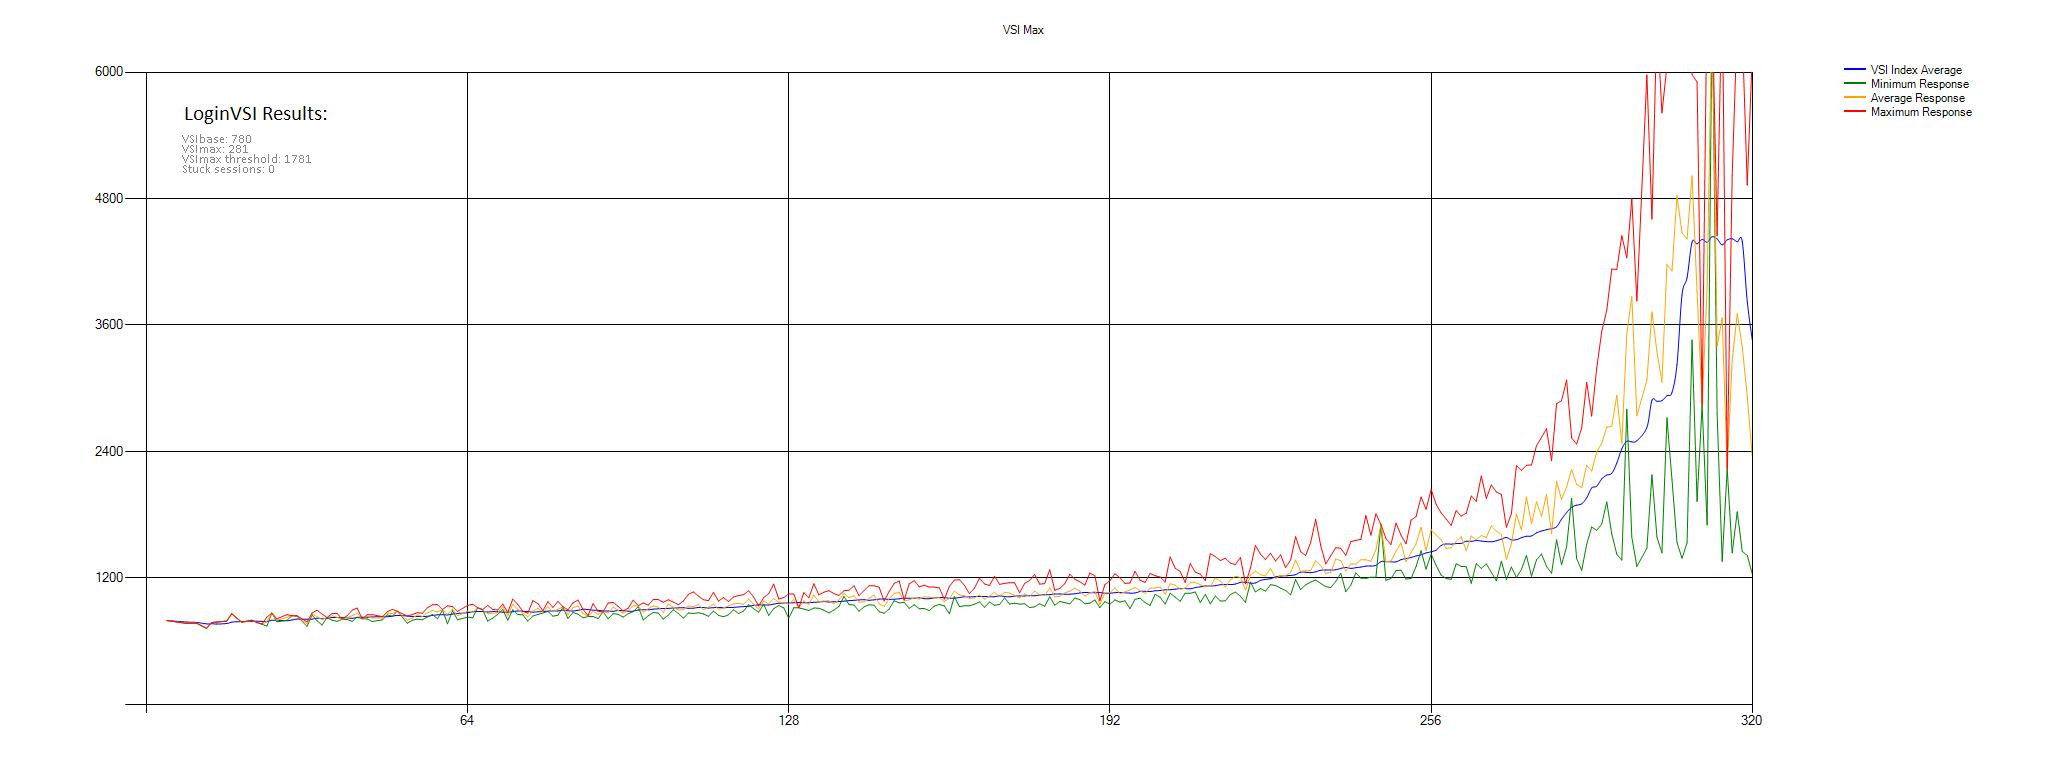 VSI Max
6000
4800
3600
2400
1200
64
128
192
256
320
LoginVSI Results:
VSIbase: 780
VSImax: 281
VSImax threshold: 1781
Stuck sessions: 0
VSI Index Average
Minimum Response
Average Response
Maximum Response